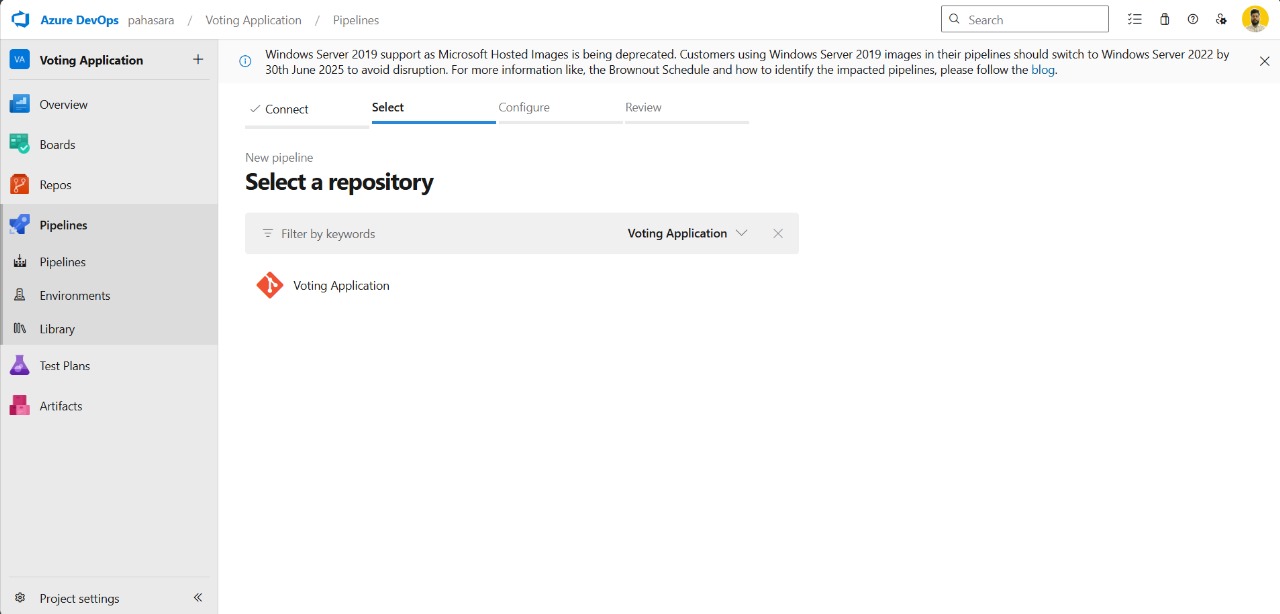 Azure DevOps pahasara / Voting Application / Pipelines Search
VA Voting Application +
Windows Server 2019 support as Microsoft Hosted Images is being deprecated. Customers using Windows Server 2019 images in their pipelines should switch to Windows Server 2022 by
30th June 2025 to avoid disruption. For more information like, the Brownout Schedule and how to identify the impacted pipelines, please follow the blog.
Overview
Boards
Repos
Pipelines
Pipelines
Environments
Library
Test Plans
Artifacts
Project settings
Connect Select Configure Review
New pipeline
Select a repository
Filter by keywords Voting Application
Voting Application